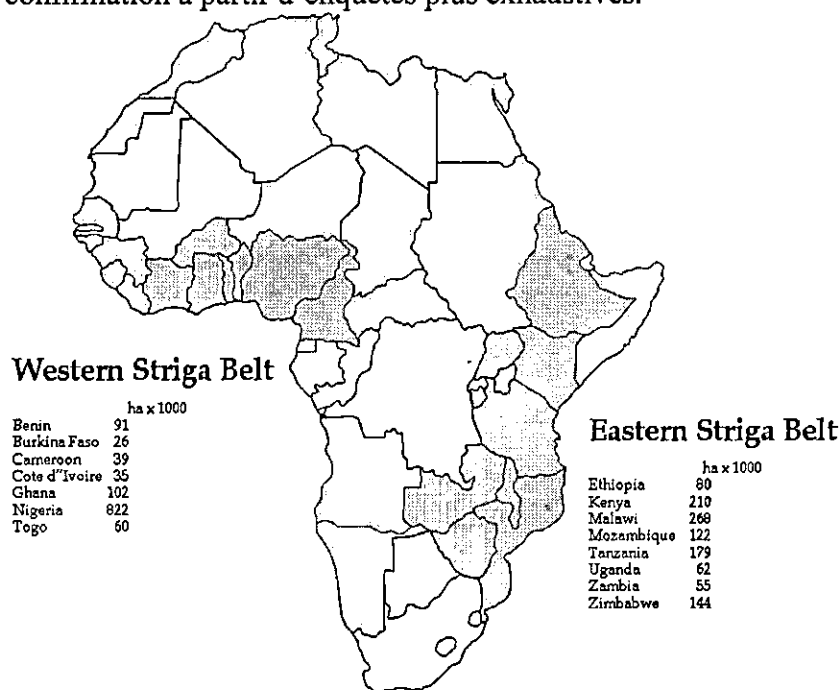 confirmation à partir d'enquêtes plus exhaustives.
Western Striga Belt
ha x 1000
Benin 91
Burkina Faso 26
Cameroon 39
Cote d"Ivoire 35
Ghana 102
Nigeria 822
Togo 60
Eastern Striga Belt
ha x 1000
Ethiopia 80
Kenya 210
Malawi 268
Mozambique 122
Tanzania 179
Uganda 62
Zambia 55
Zimbabwe 144